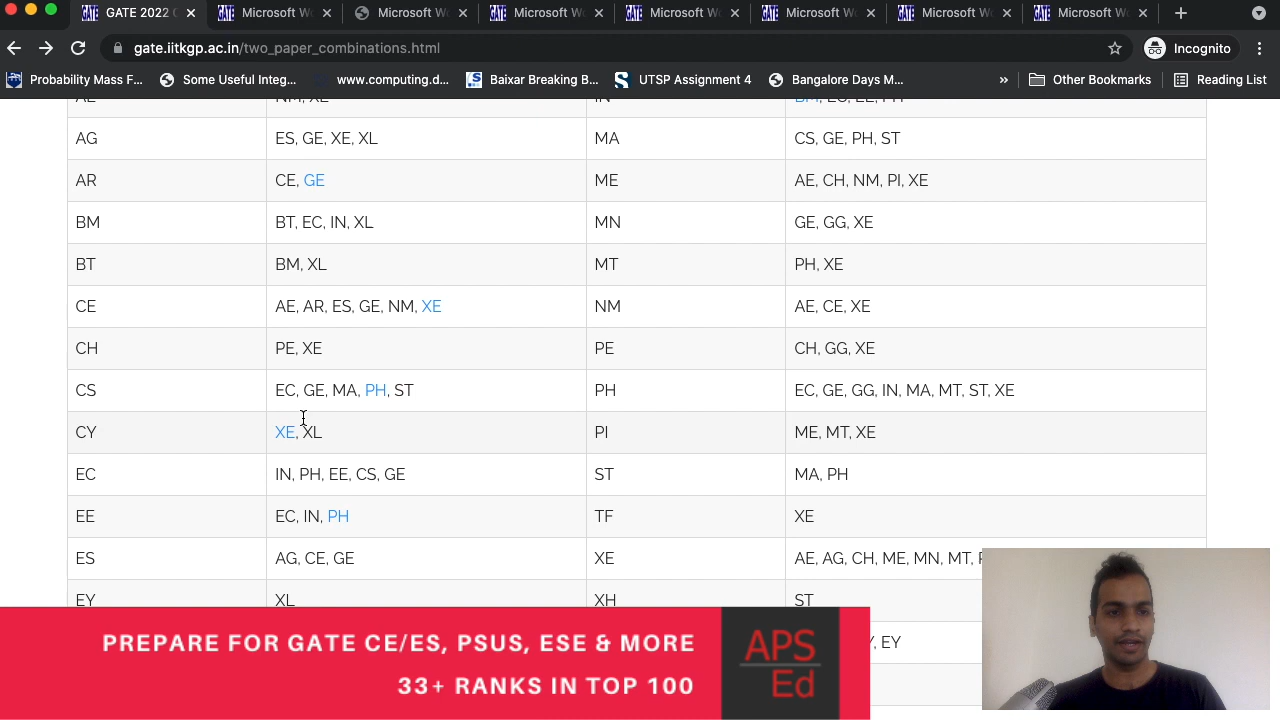 GATE 2022
Microsoft Wo
Microsoft Wo
Microsoft Wo
Microsoft Wo
Microsoft Wo
Microsoft Wo
Microsoft Wo
gate.iitkgp.ac.in/two_paper_combinations.html
Incognito
Probability Mass F...
Some Useful Integ...
www.computing.d...
Baixar Breaking B...
UTSP Assignment 4
Bangalore Days M...
»
Other Bookmarks
Reading List
AG ES, GE, XE, XL MA CS, GE, PH, ST
AR CE, GE ME AE, CH, NM, PI, XE
BM BT, EC, IN, XL MN GE, GG, XE
BT BM, XL MT PH, XE
CE AE, AR, ES, GE, NM, XE NM AE, CE, XE
CH PE, XE PE CH, GG, XE
CS EC, GE, MA, PH, ST PH EC, GE, GG, IN, MA, MT, ST, XE
CY XE, XL PI ME, MT, XE
EC IN, PH, EE, CS, GE ST MA, PH
EE EC, IN, PH TF XE
ES AG, CE, GE XE AE, AG, CH, ME, MN, MT,
EY XL XH ST
EY
PREPARE FOR GATE CE/ES, PSUS, ESE & MORE
33+ RANKS IN TOP 100
APS
Ed